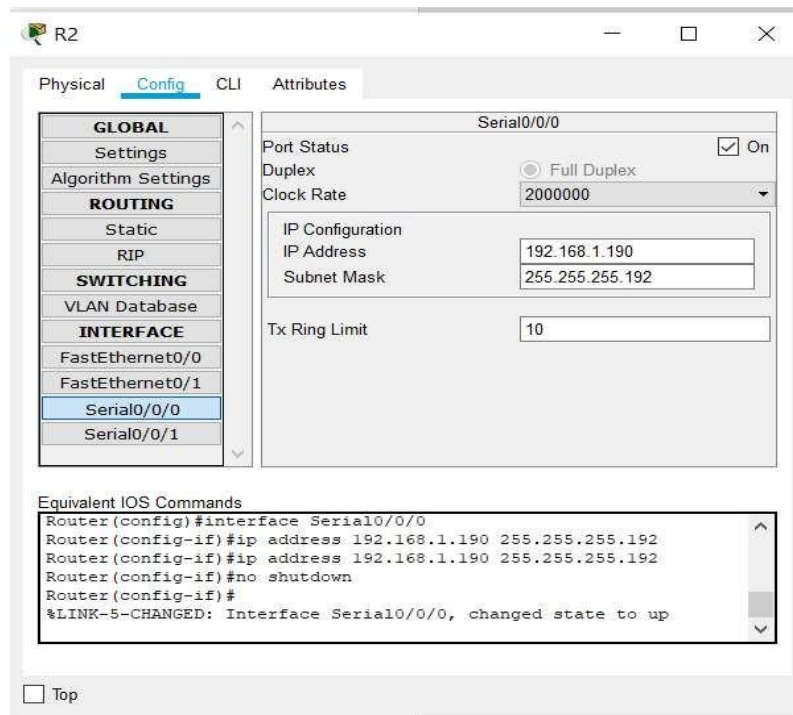 R2
Physical Config CLI Attributes
GLOBAL
Settings
Algorithm Settings
ROUTING
Static
RIP
SWITCHING
VLAN Database
INTERFACE
FastEthernet0/0
FastEthernet0/1
Serial0/0/0
Serial0/0/1
Serial0/0/0
Port Status On
Duplex Full Duplex
Clock Rate 2000000
IP Configuration
IP Address 192.168.1.190
Subnet Mask 255.255.255.192
Tx Ring Limit 10
Equivalent IOS Commands
Router(config)#interface Serial0/0/0
Router(config-if)#ip address 192.168.1.190 255.255.255.192
Router(config-if)#ip address 192.168.1.190 255.255.255.192
Router(config-if)#no shutdown
Router(config-if)#
%LINK-5-CHANGED: Interface Serial0/0/0, changed state to up
Top